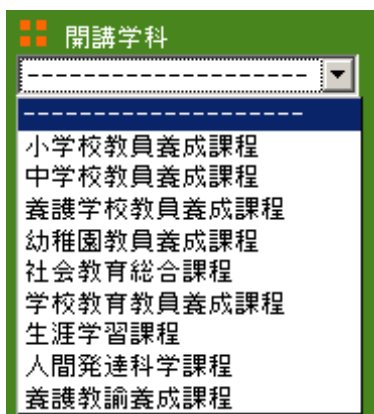 開講学科
--------------------
--------------------
小学校教員養成課程
中学校教員養成課程
養護学校教員養成課程
幼稚園教員養成課程
社会教育総合課程
学校教育教員養成課程
生涯学習課程
人間発達科学課程
養護教諭養成課程